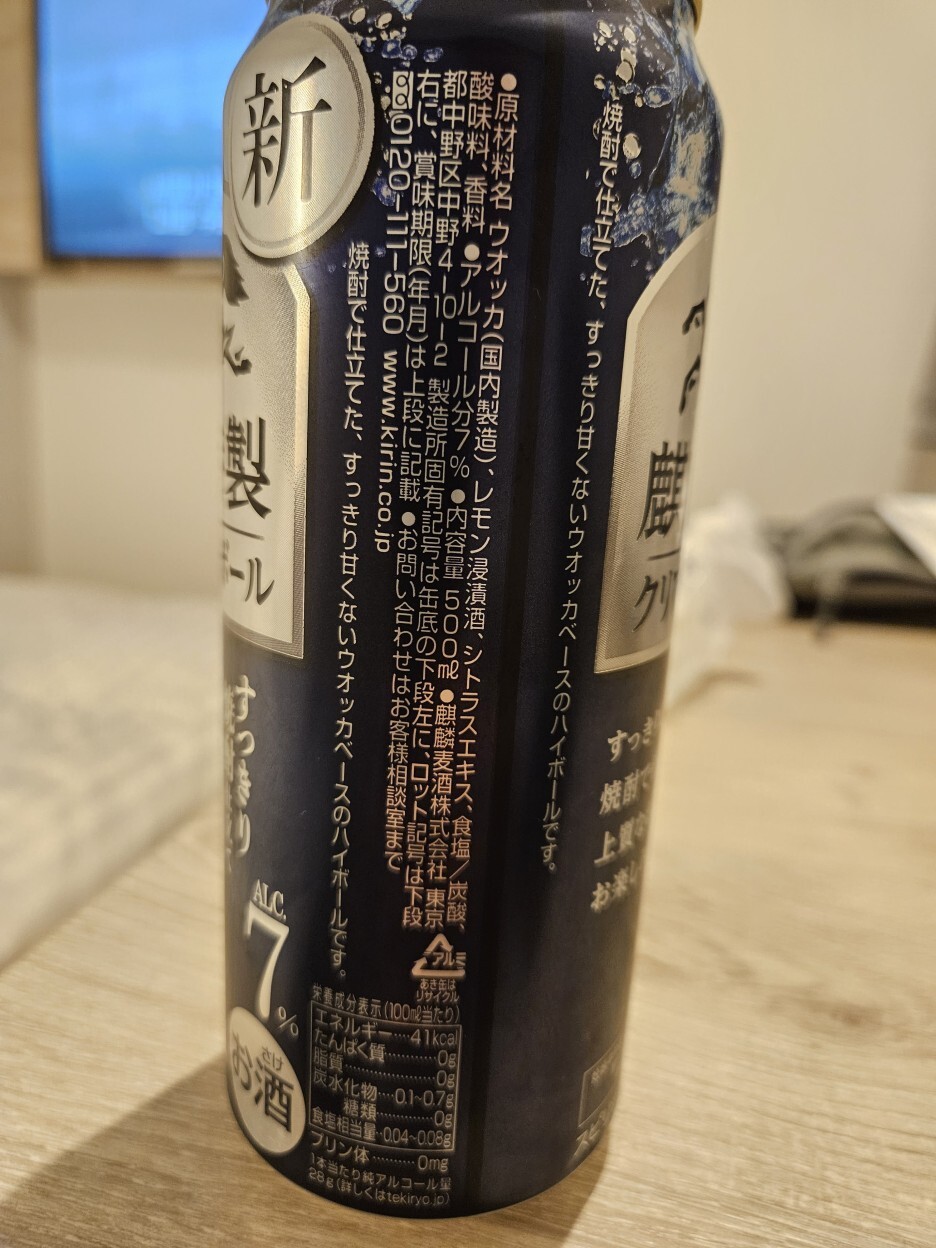 新
製
ール
すっきり
ALC.
7%
お酒
さけ
●原材料名 ウオッカ(国内製造)、レモン浸漬酒、シトラスエキス、食塩/炭酸、
酸味料、香料 ●アルコール分7% ●内容量 500ml ●麒麟麦酒株式会社 東京
都中野区中野4-10-2 製造所固有記号は缶底の下段左に、ロット記号は下段
右に、賞味期限(年月)は上段に記載 ●お問い合わせはお客様相談室まで
0120-111-560 www.kirin.co.jp
焼酎で仕立てた、すっきり甘くないウオッカベースのハイボールです。
アルミ
あき缶は
リサイクル
栄養成分表示(100ml当たり)
エネルギー……41kcal
たんぱく質……0g
脂質……0g
炭水化物……0.1~0.7g
糖類……0g
食塩相当量…0.04~0.08g
プリン体………0mg
1本当たり純アルコール量
28g(詳しくはtekiryo.jp)
焼酎で仕立てた、すっきり甘くないウオッカベースのハイボールです。
麒
クリ
すっき
焼酎で
上質な
お楽し